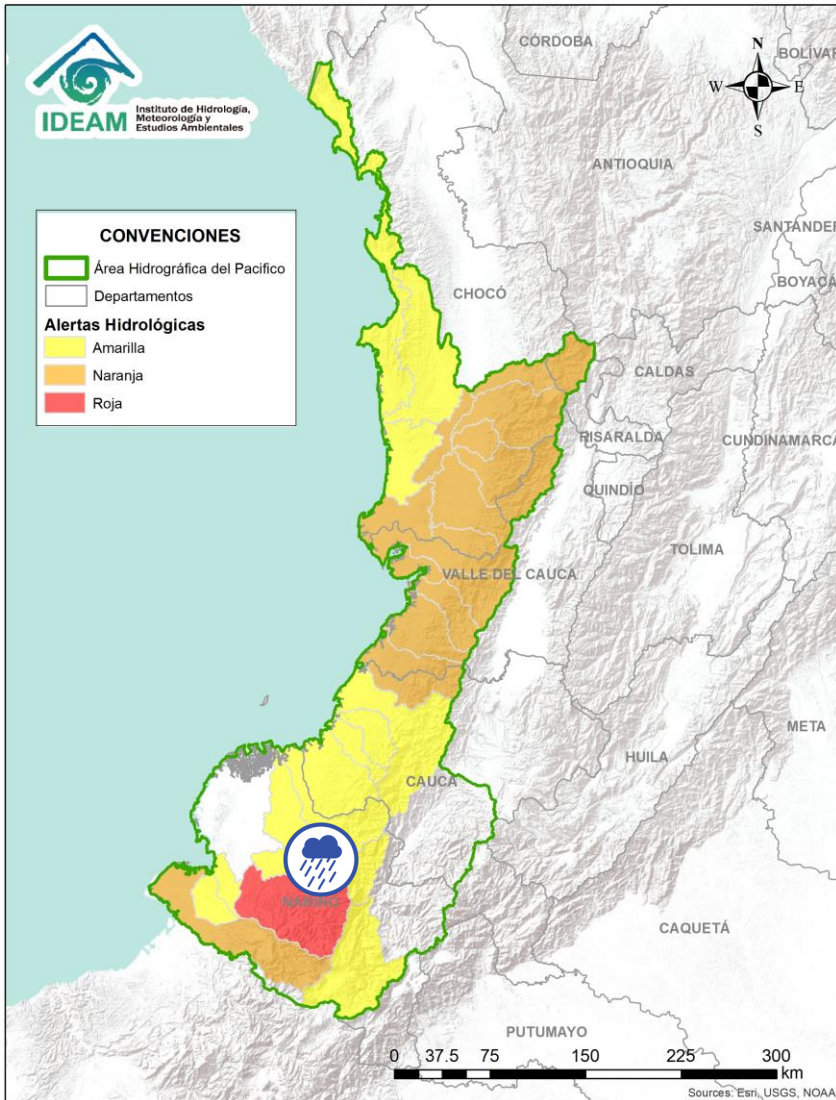 IDEAM
Instituto de Hidrología,
Meteorología y
Estudios Ambientales
CÓRDOBA
BOLÍVAR
N
W E
S
ANTIOQUIA
SANTANDER
BOYACÁ
CONVENCIONES
Área Hidrográfica del Pacifico
Departamentos
Alertas Hidrológicas
Amarilla
Naranja
Roja
CHOCÓ
CALDAS
RISARALDA
CUNDINAMARCA
QUINDÍO
TOLIMA
VALLE DEL CAUCA
META
HUILA
CAUCA
NARIÑO
CAQUETÁ
PUTUMAYO
0 37.5 75 150 225 300
km
Sources: Esri, USGS, NOAA